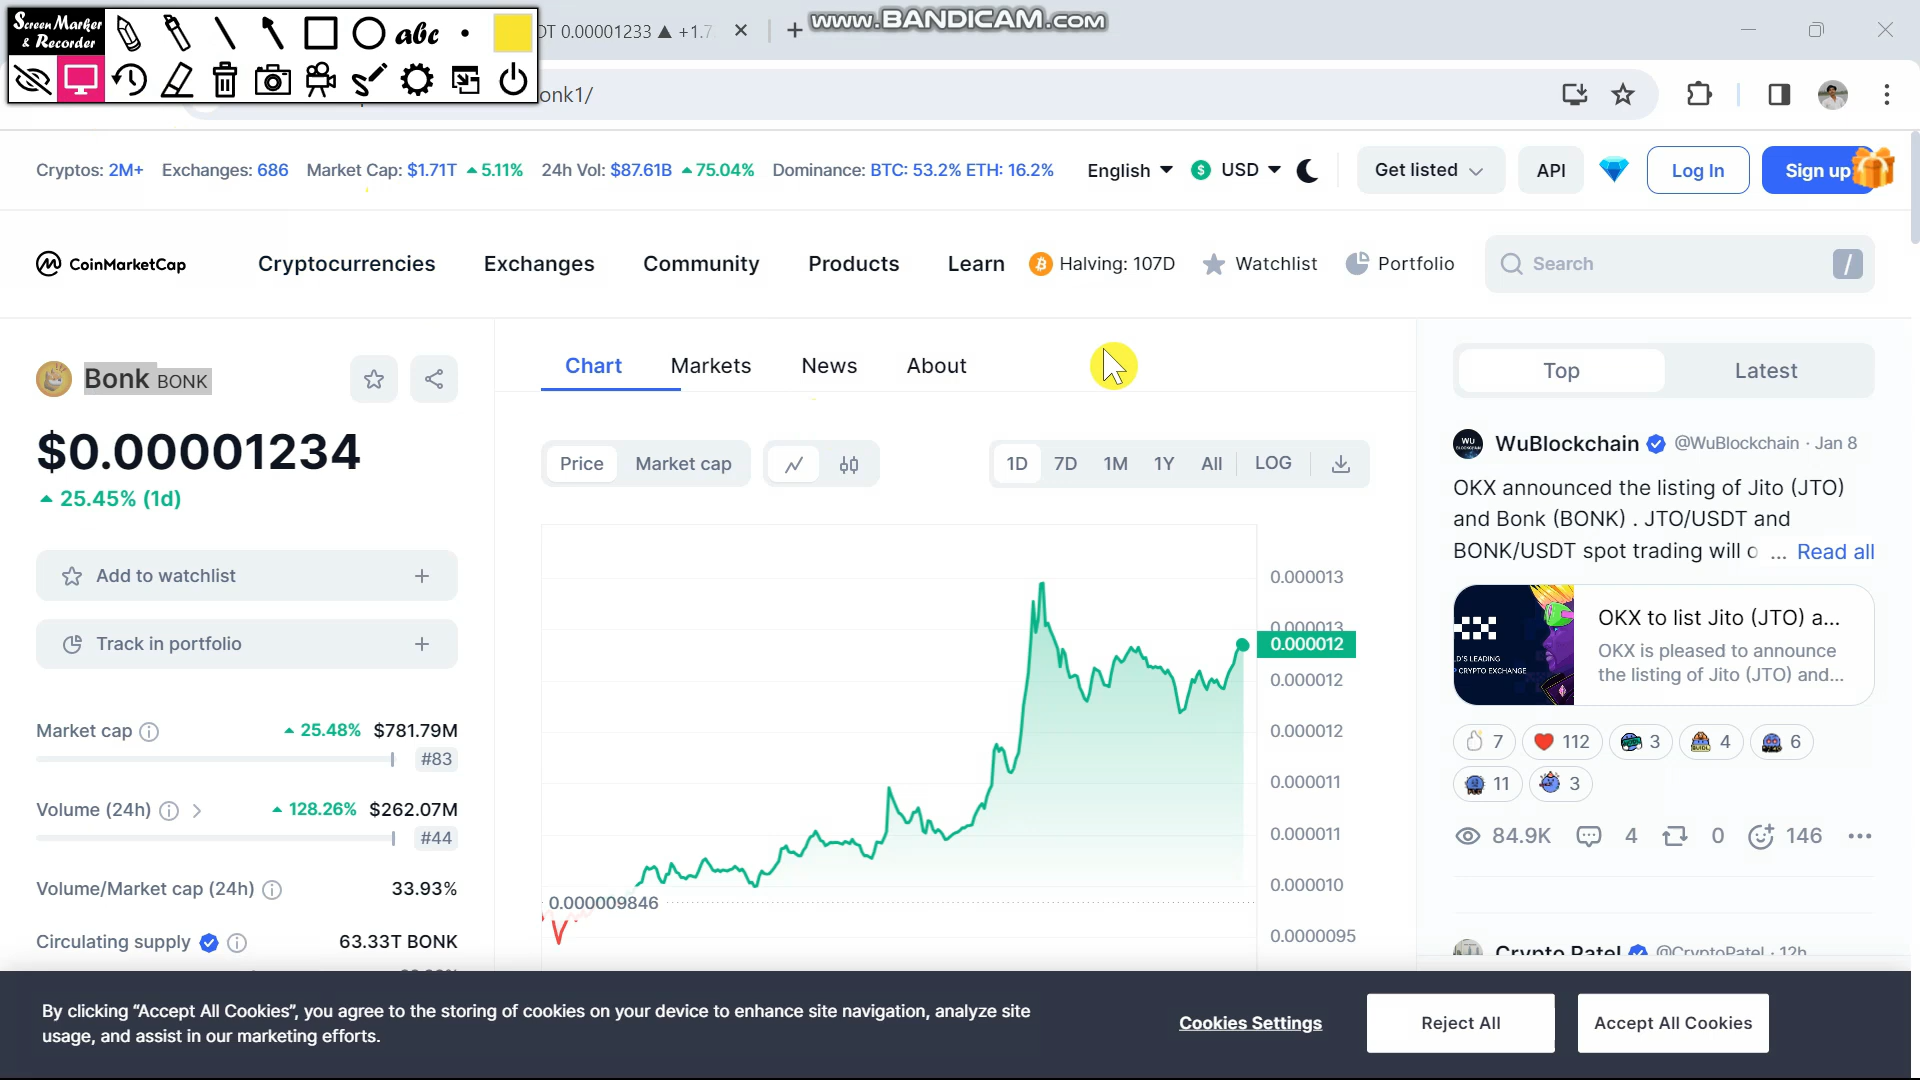 Screen Marker
& Recorder
abc
DT 0.00001233 ▲ +1.7
www.BANDICAM.com
onk1/
Cryptos: 2M+ Exchanges: 686 Market Cap: $1.71T 5.11% 24h Vol: $87.61B 75.04% Dominance: BTC: 53.2% ETH: 16.2% English USD Get listed API Log In Sign up
CoinMarketCap Cryptocurrencies Exchanges Community Products Learn Halving: 107D Watchlist Portfolio Search /
Bonk BONK
$0.00001234
25.45% (1d)
Add to watchlist +
Track in portfolio +
Market cap 25.48% $781.79M
#83
Volume (24h) 128.26% $262.07M
#44
Volume/Market cap (24h) 33.93%
Circulating supply 63.33T BONK
Chart Markets News About
Price Market cap 1D 7D 1M 1Y All LOG
0.000013
0.000013
0.000012
0.000012
0.000012
0.000011
0.000011
0.000010
0.000009846
0.0000095
Top Latest
WuBlockchain @WuBlockchain · Jan 8
OKX announced the listing of Jito (JTO)
and Bonk (BONK) . JTO/USDT and
BONK/USDT spot trading will o ... Read all
D'S LEADING
CRYPTO EXCHANGE
OKX to list Jito (JTO) a...
OKX is pleased to announce
the listing of Jito (JTO) and...
7 112 3 4 6
11 3
84.9K 4 0 146
Crypto Patel @CryptoPatel · 12h
By clicking “Accept All Cookies”, you agree to the storing of cookies on your device to enhance site navigation, analyze site
usage, and assist in our marketing efforts.
Cookies Settings Reject All Accept All Cookies